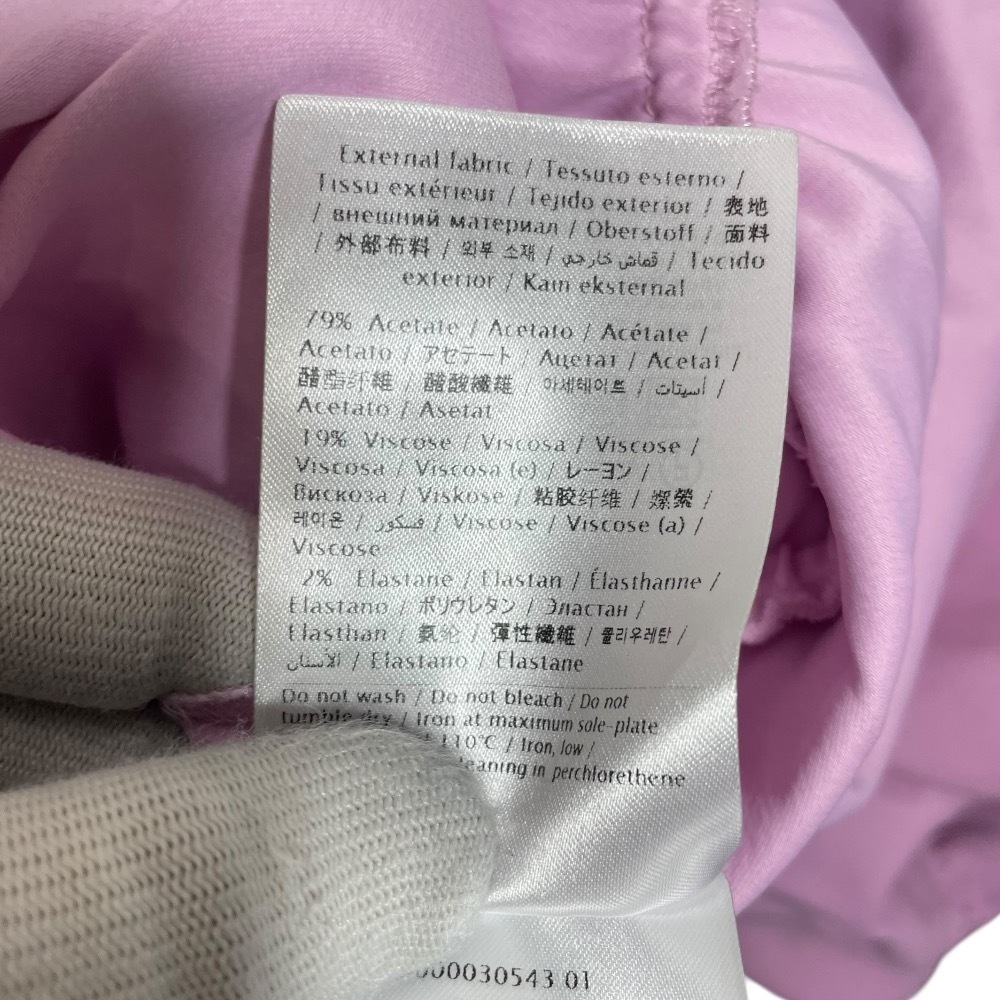 External fabric / Tessuto esterno /
Tissu extérieur / Tejido exterior / 表地
/ внешний материал / Oberstoff / 面料
/ 外部布料 / 외부 소재 / قماش خارجي / Tecido
exterior / Kain eksternal
79% Acetate / Acetato / Acétate /
Acetato / アセテート / Ацетат / Acetat /
醋酯纤维 / 醋酸纖維 / 아세테이트 / أسيتات /
Acetato / Asetat
19% Viscose / Viscosa / Viscose /
Viscosa / Viscosa (e) / レーヨン /
Вискоза / Viskose / 粘胶纤维 / 嫘縈 /
레이온 / فسكوز / Viscose / Viscose (a) /
Viscose
2% Elastane / Elastan / Élasthanne /
Elastano / ポリウレタン / Эластан /
Elasthan / 氨纶 / 彈性纖維 / 폴리우레탄 /
الأستان / Elastano / Elastane
Do not wash / Do not bleach / Do not
tumble dry / Iron at maximum sole-plate
110°C / Iron, low /
cleaning in perchlorethene
000030543 01